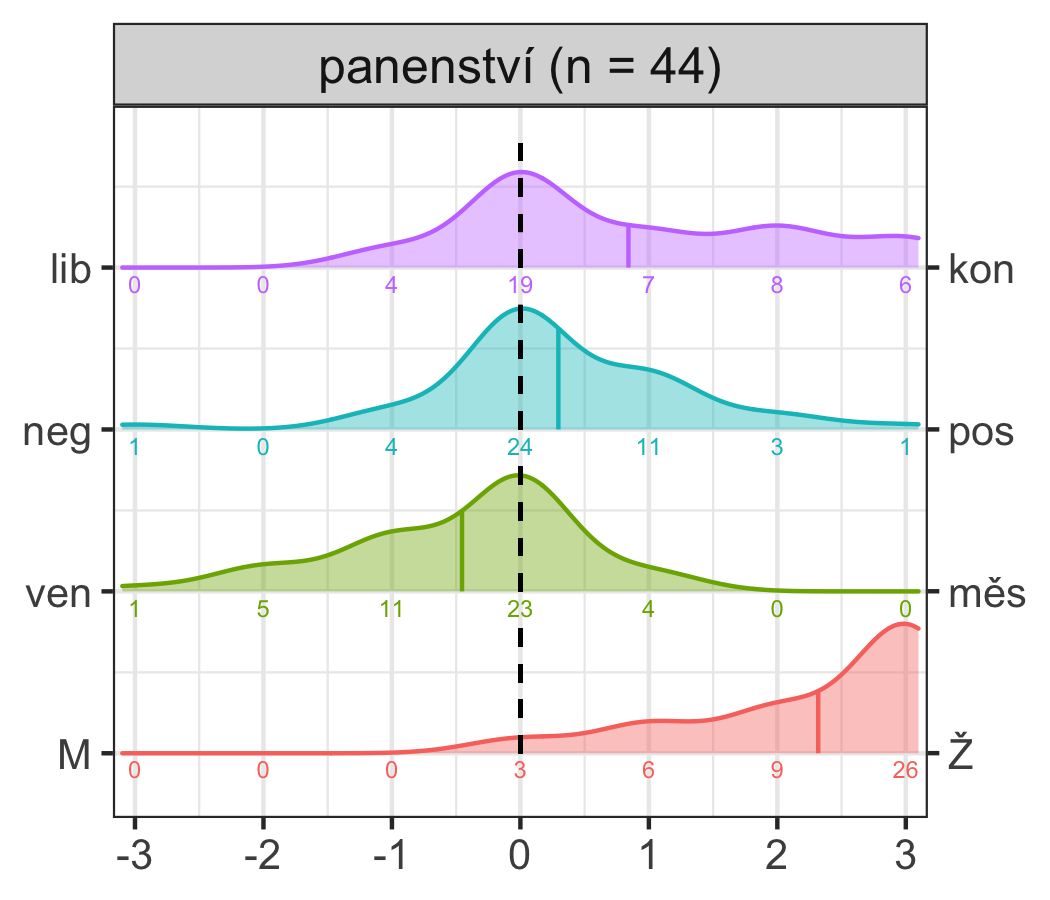 panenství (n = 44)
lib kon
0 0 4 19 7 8 6
neg pos
1 0 4 24 11 3 1
ven měs
1 5 11 23 4 0 0
M Ž
0 0 0 3 6 9 26
-3 -2 -1 0 1 2 3